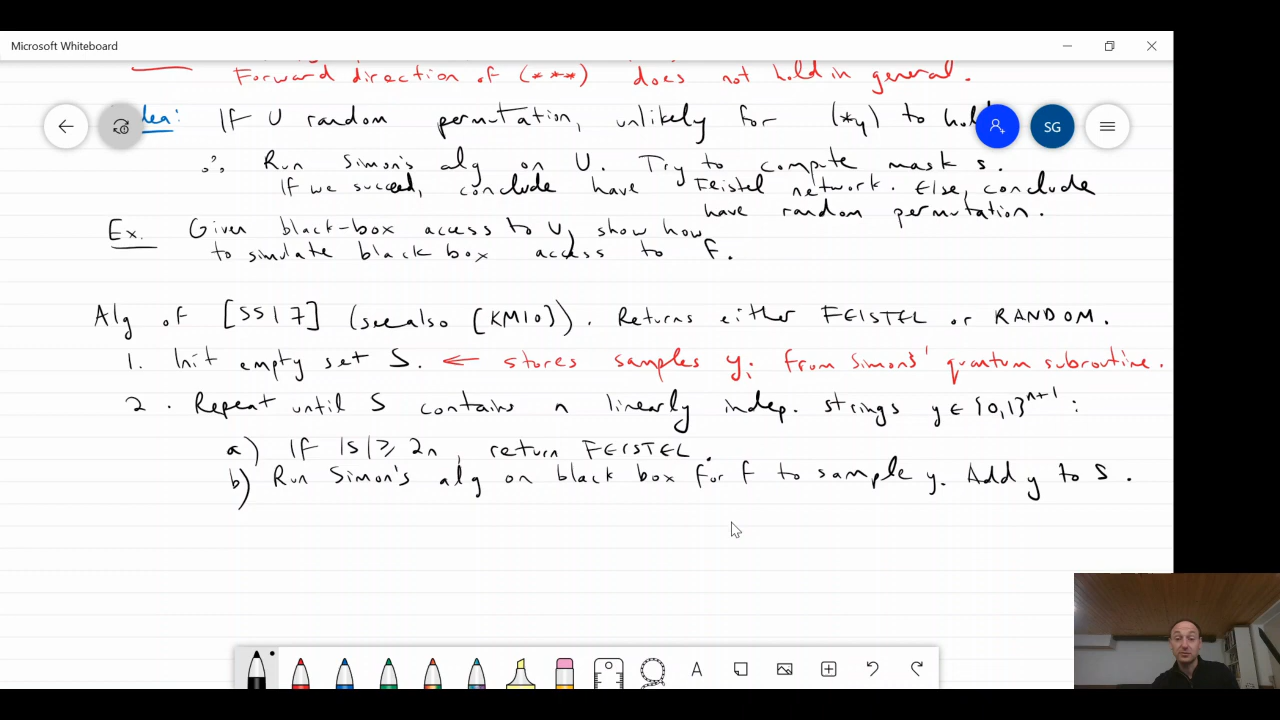 Microsoft Whiteboard
Forward direction of (***) does not hold in general.
Idea: If U random permutation, unlikely for (*4) to hold
∴ Run Simon's alg on U. Try to compute mask s.
If we succeed, conclude have Feistel network. Else, conclude
have random permutation.
Ex. Given black-box access to U, show how
to simulate black box access to f.
Alg of [SS17] (see also [KM10]). Returns either FEISTEL or RANDOM.
1. Init empty set S. ← stores samples yi from Simons' quantum subroutine.
2. Repeat until S contains n linearly indep. strings y ∈ {0,1}^n+1 :
a) If |S| ≥ 2n, return FEISTEL.
b) Run Simon's alg on black box for f to sample y. Add y to S.
SG
A